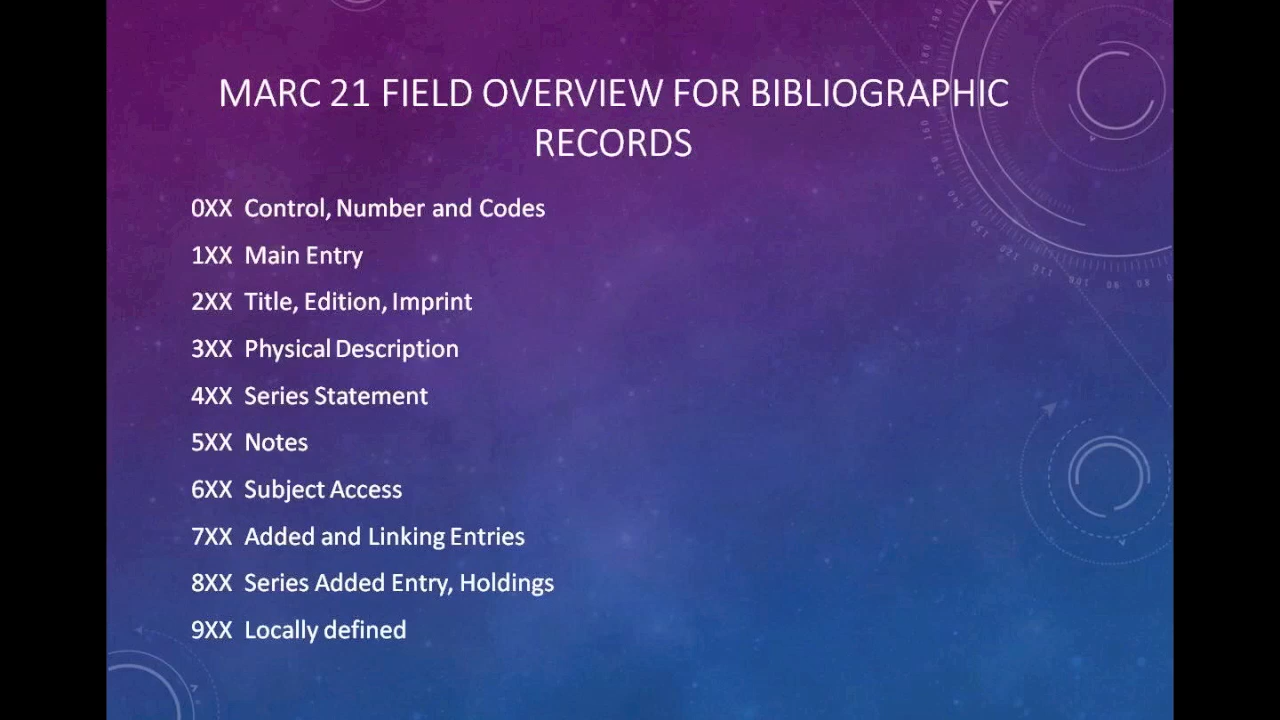 MARC 21 FIELD OVERVIEW FOR BIBLIOGRAPHIC
RECORDS
0XX Control, Number and Codes
1XX Main Entry
2XX Title, Edition, Imprint
3XX Physical Description
4XX Series Statement
5XX Notes
6XX Subject Access
7XX Added and Linking Entries
8XX Series Added Entry, Holdings
9XX Locally defined